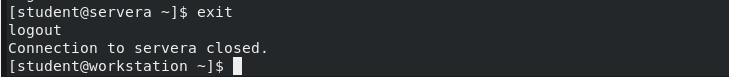 [student@servera ~]$ exit
logout
Connection to servera closed.
[student@workstation ~]$